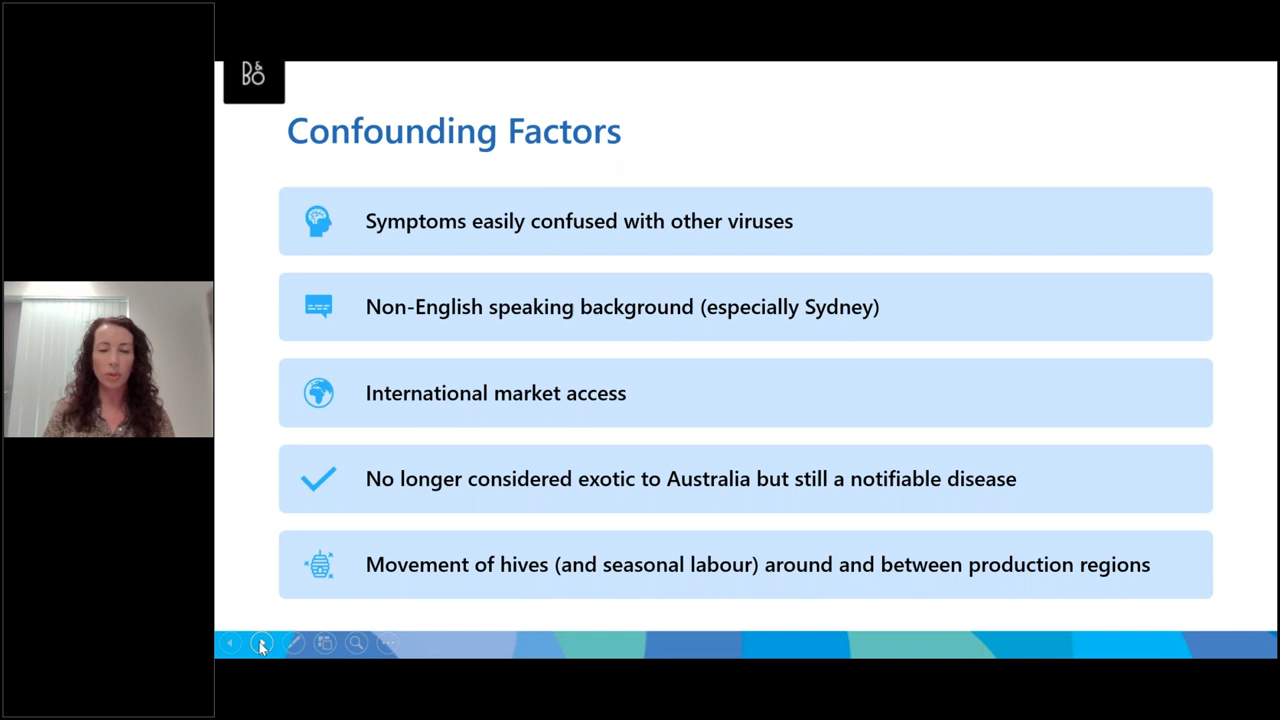 B&
BO
Confounding Factors
Symptoms easily confused with other viruses
Non-English speaking background (especially Sydney)
International market access
No longer considered exotic to Australia but still a notifiable disease
Movement of hives (and seasonal labour) around and between production regions